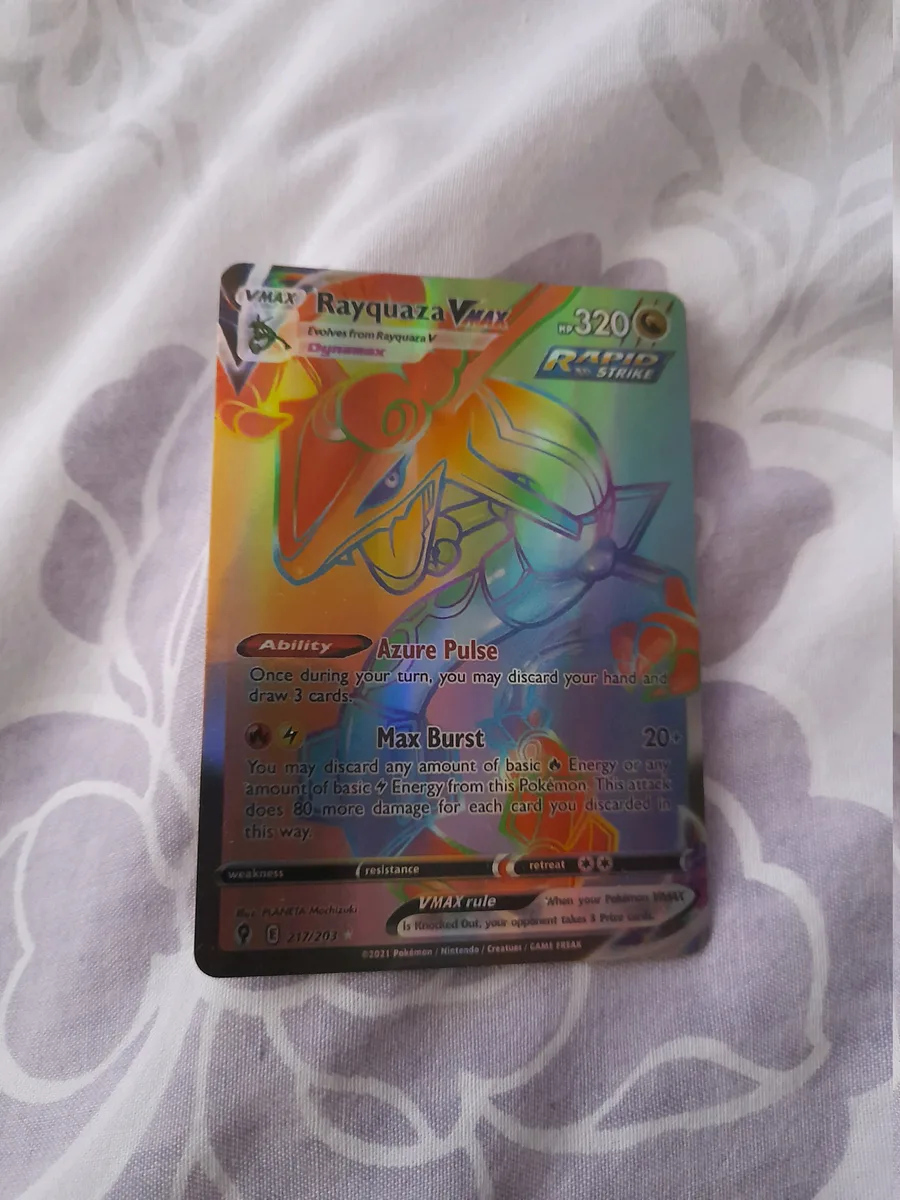 VMAX
Rayquaza VMAX
HP 320
Evolves from Rayquaza V
Dynamax
RAPID
STRIKE
Ability Azure Pulse
Once during your turn, you may discard your hand and
draw 3 cards.
Max Burst 20+
You may discard any amount of basic Energy or any
amount of basic Energy from this Pokémon. This attack
does 80 more damage for each card you discarded in
this way.
weakness resistance retreat
VMAX rule When your Pokémon VMAX
is Knocked Out, your opponent takes 3 Prize cards.
Illus. PLANETA Mochizuki
E 217/203
©2021 Pokémon / Nintendo / Creatures / GAME FREAK